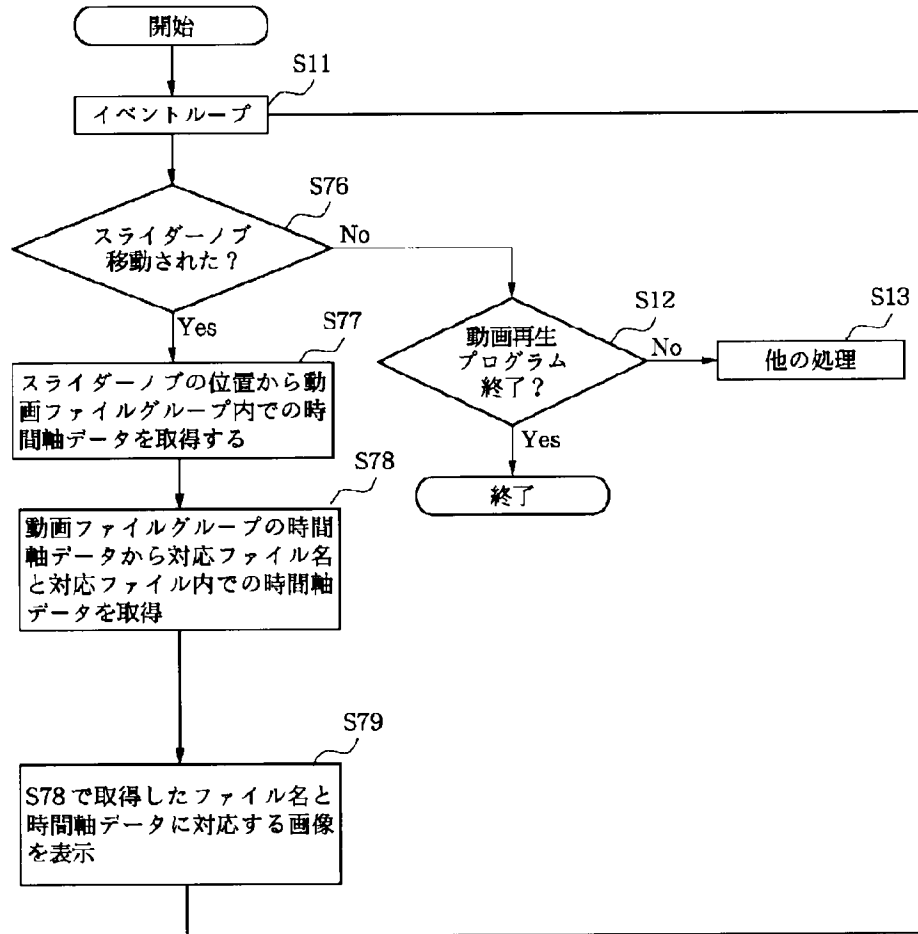 開始
S11
イベントループ
S76
スライダーノブ
移動された？
No
Yes
S12
動画再生
プログラム
終了？
No
Yes
S13
他の処理
終了
S77
スライダーノブの位置から動
画ファイルグループ内での時
間軸データを取得する
S78
動画ファイルグループの時間
軸データから対応ファイル名
と対応ファイル内での時間軸
データを取得
S79
S78で取得したファイル名と
時間軸データに対応する画像
を表示